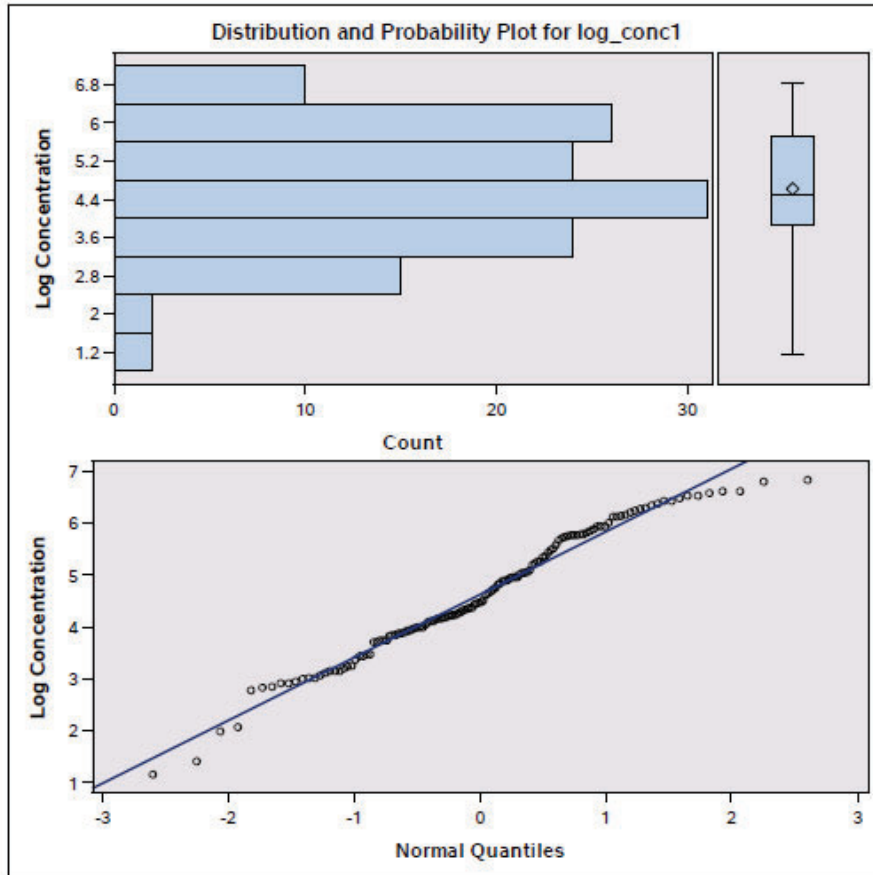 Distribution and Probability Plot for log_conc1
Log Concentration
6.8
6
5.2
4.4
3.6
2.8
2
1.2
0 10 20 30
Count
Log Concentration
7
6
5
4
3
2
1
-3 -2 -1 0 1 2 3
Normal Quantiles